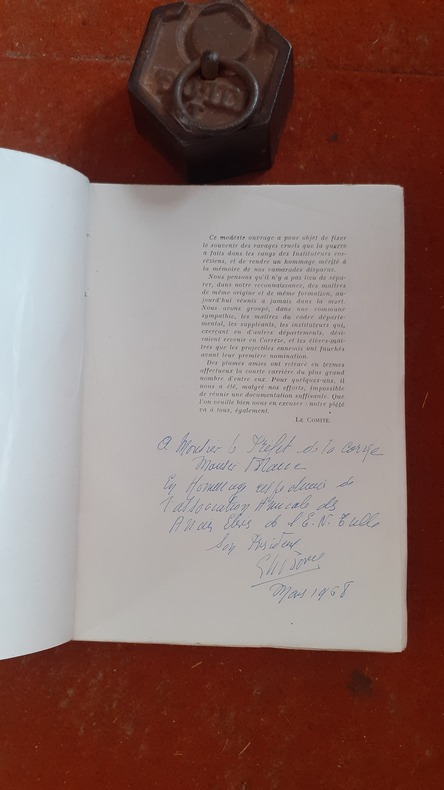 Ce modeste ouvrage a pour objet de fixer
le souvenir des ravages cruels que la guerre
a faits dans les rangs des Instituteurs cor-
réziens, et de rendre un hommage mérité à
la mémoire de nos camarades disparus.
Nous pensons qu'il n'y a pas lieu de sépa-
rer, dans notre reconnaissance, des maîtres
de même origine et de même formation, au-
jourd'hui réunis à jamais dans la mort.
Nous avons groupé, dans une commune
sympathie, les maîtres du cadre départe-
mental, les suppléants, les instituteurs qui,
exerçant en d'autres départements, dési-
raient revenir en Corrèze, et les élèves-maî-
tres que les projectiles ennemis ont fauchés
avant leur première nomination.
Des plumes amies ont retracé en termes
affectueux la courte carrière du plus grand
nombre d'entre eux. Pour quelques-uns, il
nous a été, malgré nos efforts, impossible
de réunir une documentation suffisante. Que
l'on veuille bien nous en excuser : notre piété
va à tous, également.
LE COMITÉ.
A Monsieur le Préfet de la Corrèze
Monsieur
En Hommage respectueux de
l'association Amicale des
Anciens Elèves de l'E.N. Tulle
Son Président
Mars 1968